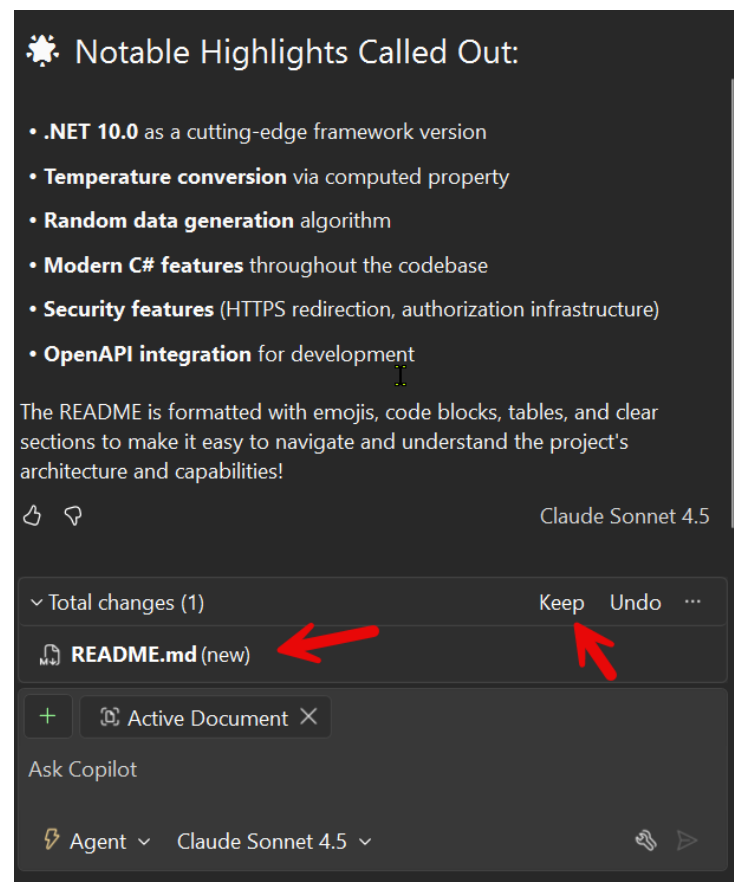 Notable Highlights Called Out:
• .NET 10.0 as a cutting-edge framework version
• Temperature conversion via computed property
• Random data generation algorithm
• Modern C# features throughout the codebase
• Security features (HTTPS redirection, authorization infrastructure)
• OpenAPI integration for development
The README is formatted with emojis, code blocks, tables, and clear
sections to make it easy to navigate and understand the project's
architecture and capabilities!
Claude Sonnet 4.5
Total changes (1) Keep Undo ···
M↓ README.md (new)
+ Active Document ×
Ask Copilot
Agent Claude Sonnet 4.5